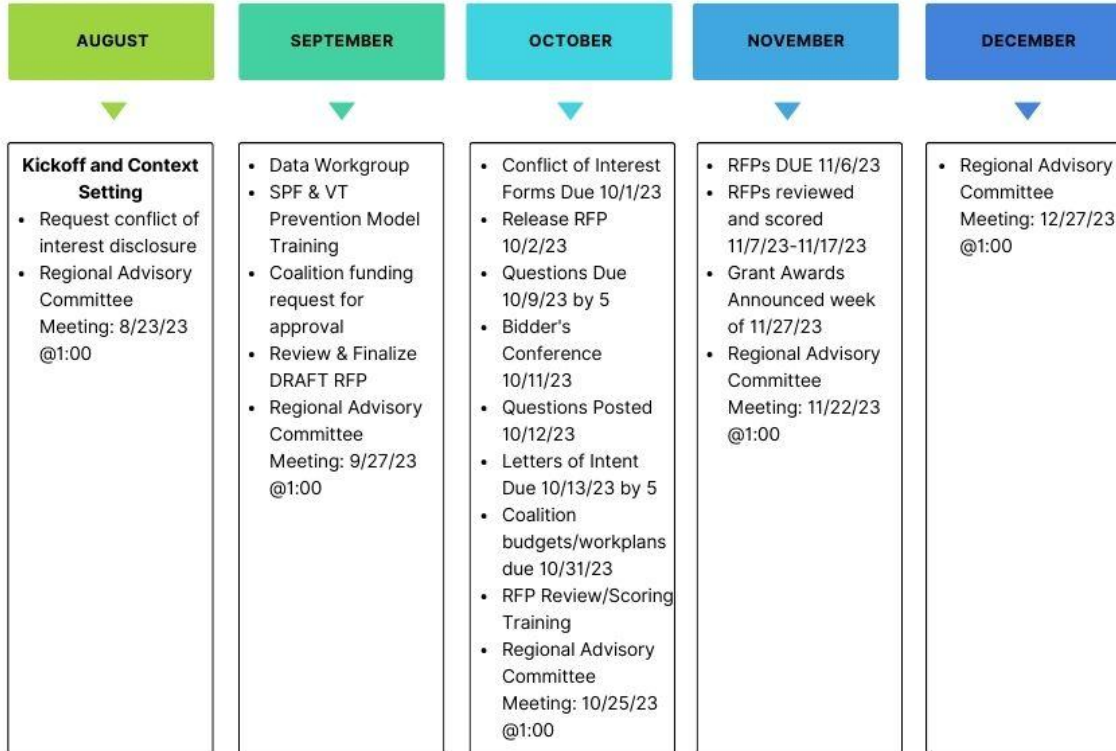 AUGUST
SEPTEMBER
OCTOBER
NOVEMBER
DECEMBER
Kickoff and Context
Setting
• Request conflict of
interest disclosure
• Regional Advisory
Committee
Meeting: 8/23/23
@1:00
• Data Workgroup
• SPF & VT
Prevention Model
Training
• Coalition funding
request for
approval
• Review & Finalize
DRAFT RFP
• Regional Advisory
Committee
Meeting: 9/27/23
@1:00
• Conflict of Interest
Forms Due 10/1/23
• Release RFP
10/2/23
• Questions Due
10/9/23 by 5
• Bidder's
Conference
10/11/23
• Questions Posted
10/12/23
• Letters of Intent
Due 10/13/23 by 5
• Coalition
budgets/workplans
due 10/31/23
• RFP Review/Scoring
Training
• Regional Advisory
Committee
Meeting: 10/25/23
@1:00
• RFPs DUE 11/6/23
• RFPs reviewed
and scored
11/7/23-11/17/23
• Grant Awards
Announced week
of 11/27/23
• Regional Advisory
Committee
Meeting: 11/22/23
@1:00
• Regional Advisory
Committee
Meeting: 12/27/23
@1:00